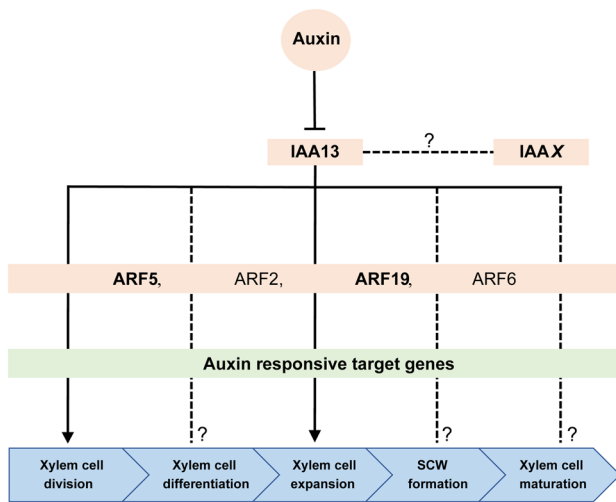 Auxin
?
IAA13
IAAX
ARF5, ARF2, ARF19, ARF6
Auxin responsive target genes
? ? ?
Xylem cell
division
Xylem cell
differentiation
Xylem cell
expansion
SCW
formation
Xylem cell
maturation